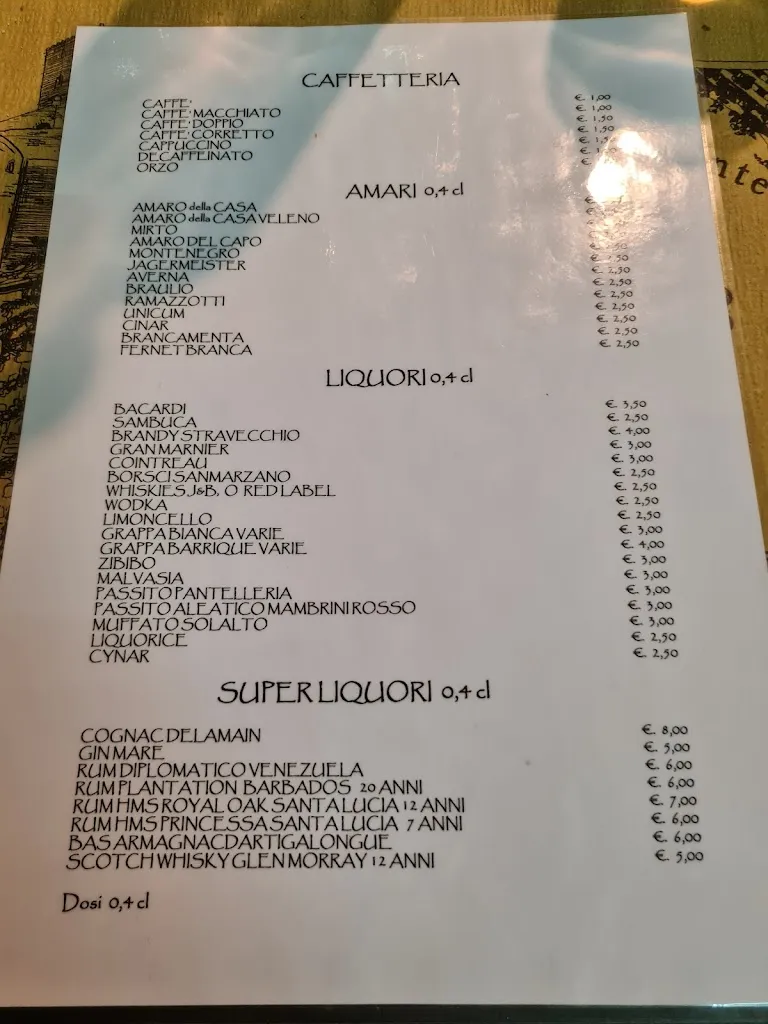 CAFFETTERIA
CAFFE' €. 1,00
CAFFE' MACCHIATO €. 1,00
CAFFE' DOPPIO €. 1,50
CAFFE' CORRETTO €. 1,50
CAPPUCCINO
DECAFFEINATO
ORZO
AMARI 0,4 cl
AMARO della CASA
AMARO della CASA VELENO
MIRTO
AMARO DEL CAPO
MONTENEGRO
JAGERMEISTER
AVERNA €. 2,50
BRAULIO €. 2,50
RAMAZZOTTI €. 2,50
UNICUM €. 2,50
CINAR €. 2,50
BRANCAMENTA €. 2,50
FERNET BRANCA €. 2,50
LIQUORI 0,4 cl
BACARDI €. 3,50
SAMBUCA €. 2,50
BRANDY STRAVECCHIO €. 4,00
GRAN MARNIER €. 3,00
COINTREAU €. 3,00
BORSCI SANMARZANO €. 2,50
WHISKIES J&B, O RED LABEL €. 2,50
WODKA €. 2,50
LIMONCELLO €. 2,50
GRAPPA BIANCA VARIE €. 3,00
GRAPPA BARRIQUE VARIE €. 4,00
ZIBIBO €. 3,00
MALVASIA €. 3,00
PASSITO PANTELLERIA €. 3,00
PASSITO ALEATICO MAMBRINI ROSSO €. 3,00
MUFFATO SOLALTO €. 3,00
LIQUORICE €. 2,50
CYNAR €. 2,50
SUPER LIQUORI 0,4 cl
COGNAC DELAMAIN €. 8,00
GIN MARE €. 5,00
RUM DIPLOMATICO VENEZUELA €. 6,00
RUM PLANTATION BARBADOS 20 ANNI €. 6,00
RUM HMS ROYAL OAK SANTA LUCIA 12 ANNI €. 7,00
RUM HMS PRINCESSA SANTA LUCIA 7 ANNI €. 6,00
BAS ARMAGNAC DARTIGALONGUE €. 6,00
SCOTCH WHISKY GLEN MORRAY 12 ANNI €. 5,00
Dosi 0,4 cl